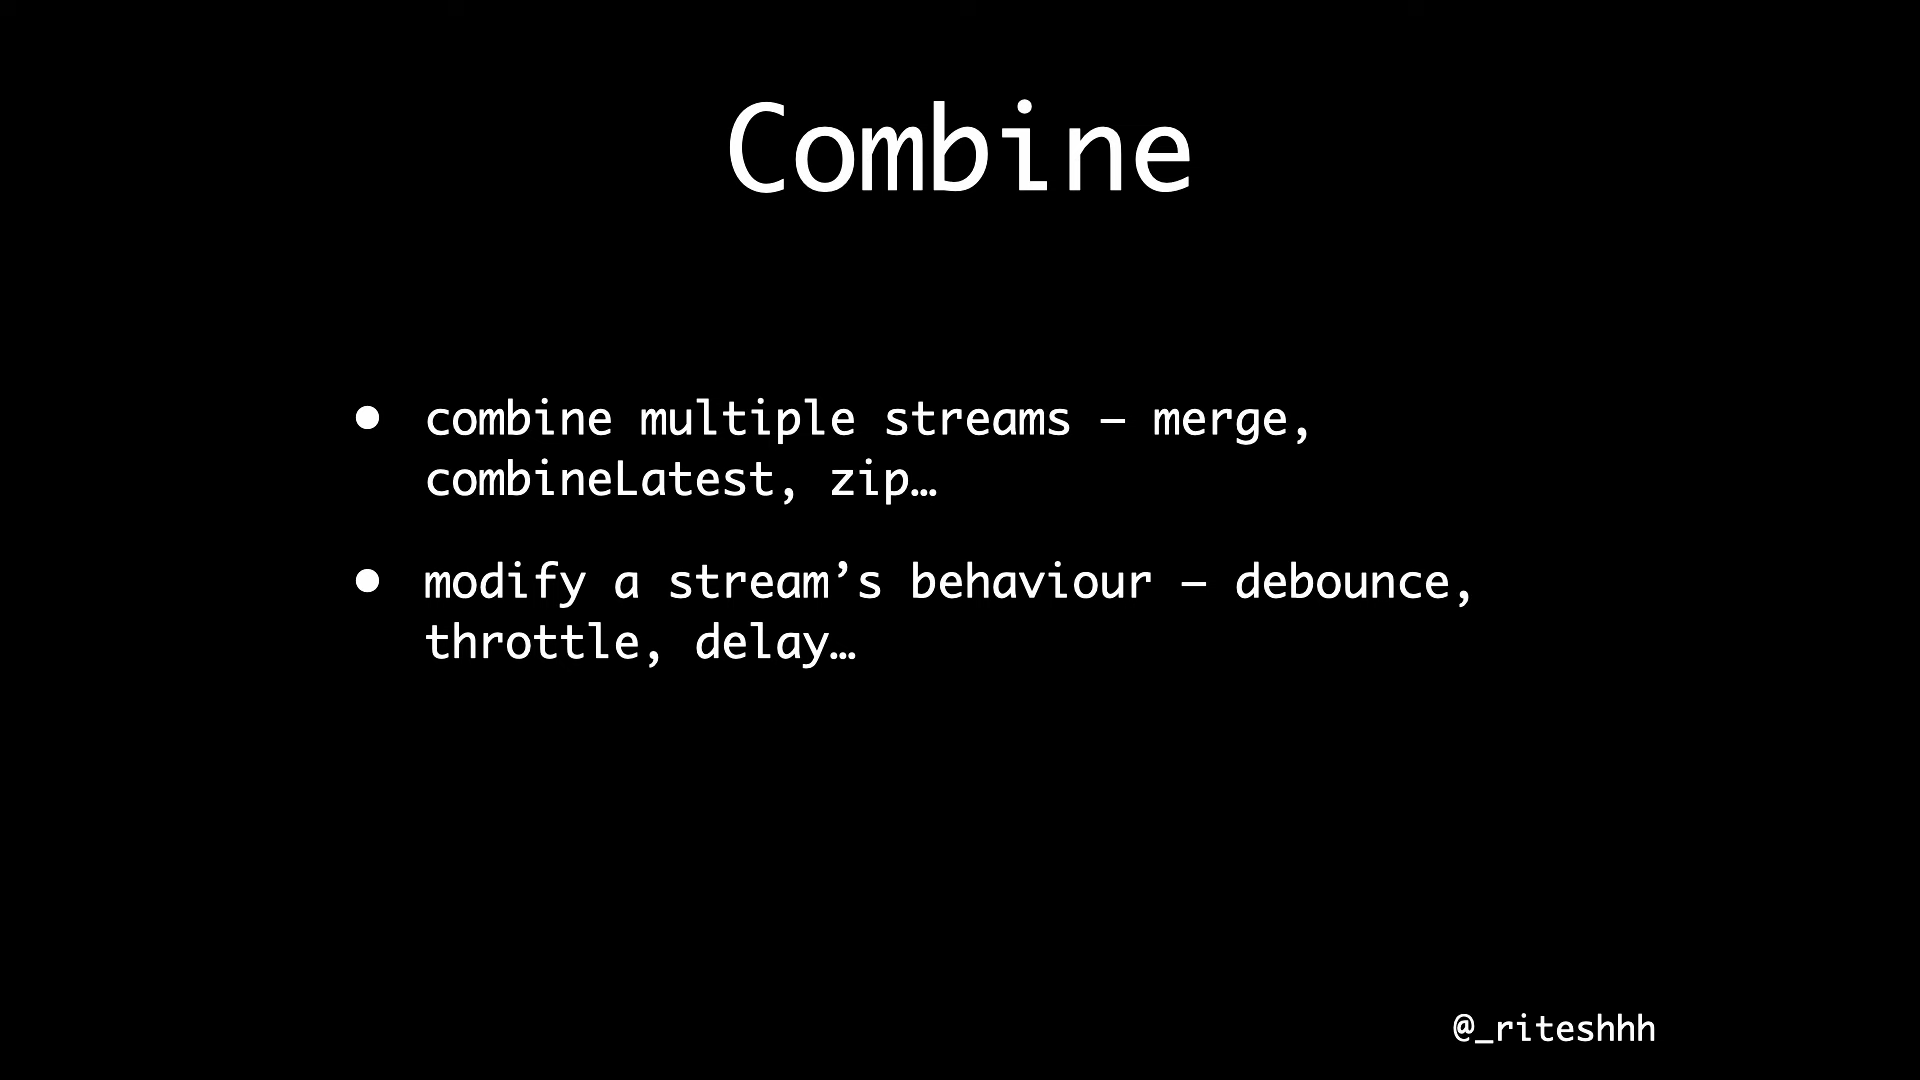 Combine
• combine multiple streams — merge,
combineLatest, zip…
• modify a stream’s behaviour — debounce,
throttle, delay…
@_riteshhh